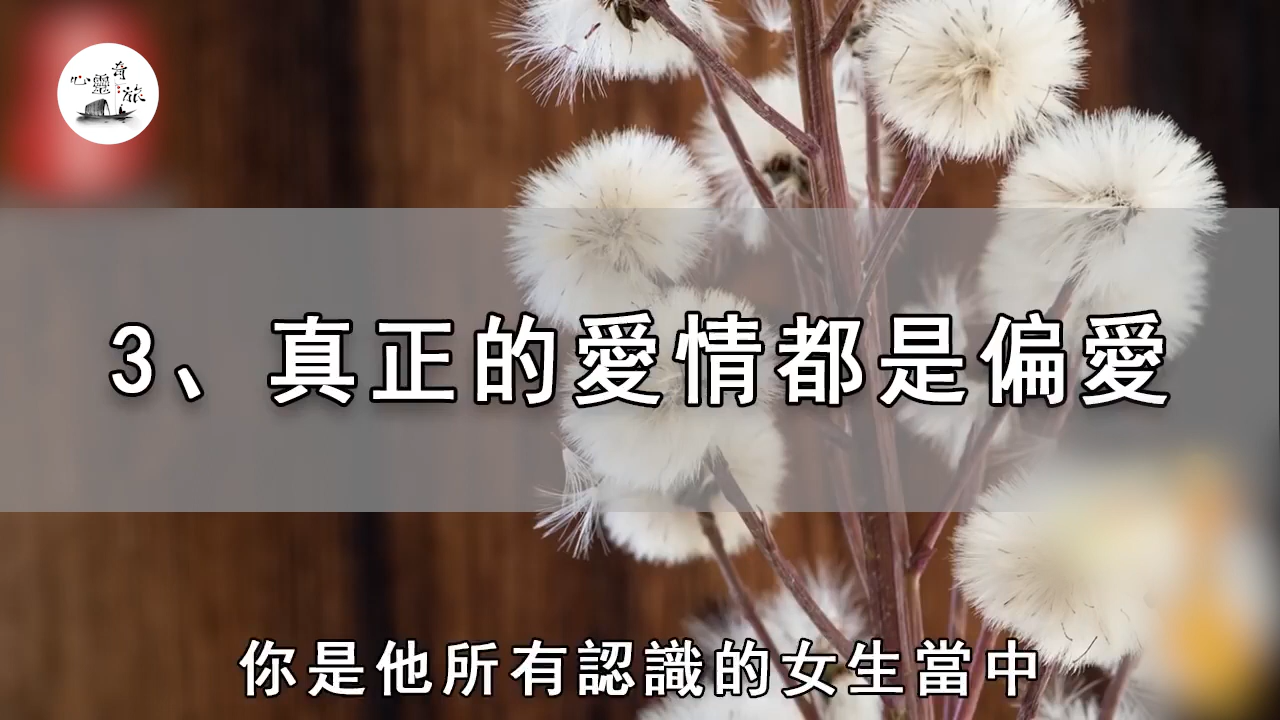 心靈奇旅
3、真正的愛情都是偏愛
你是他所有認識的女生當中